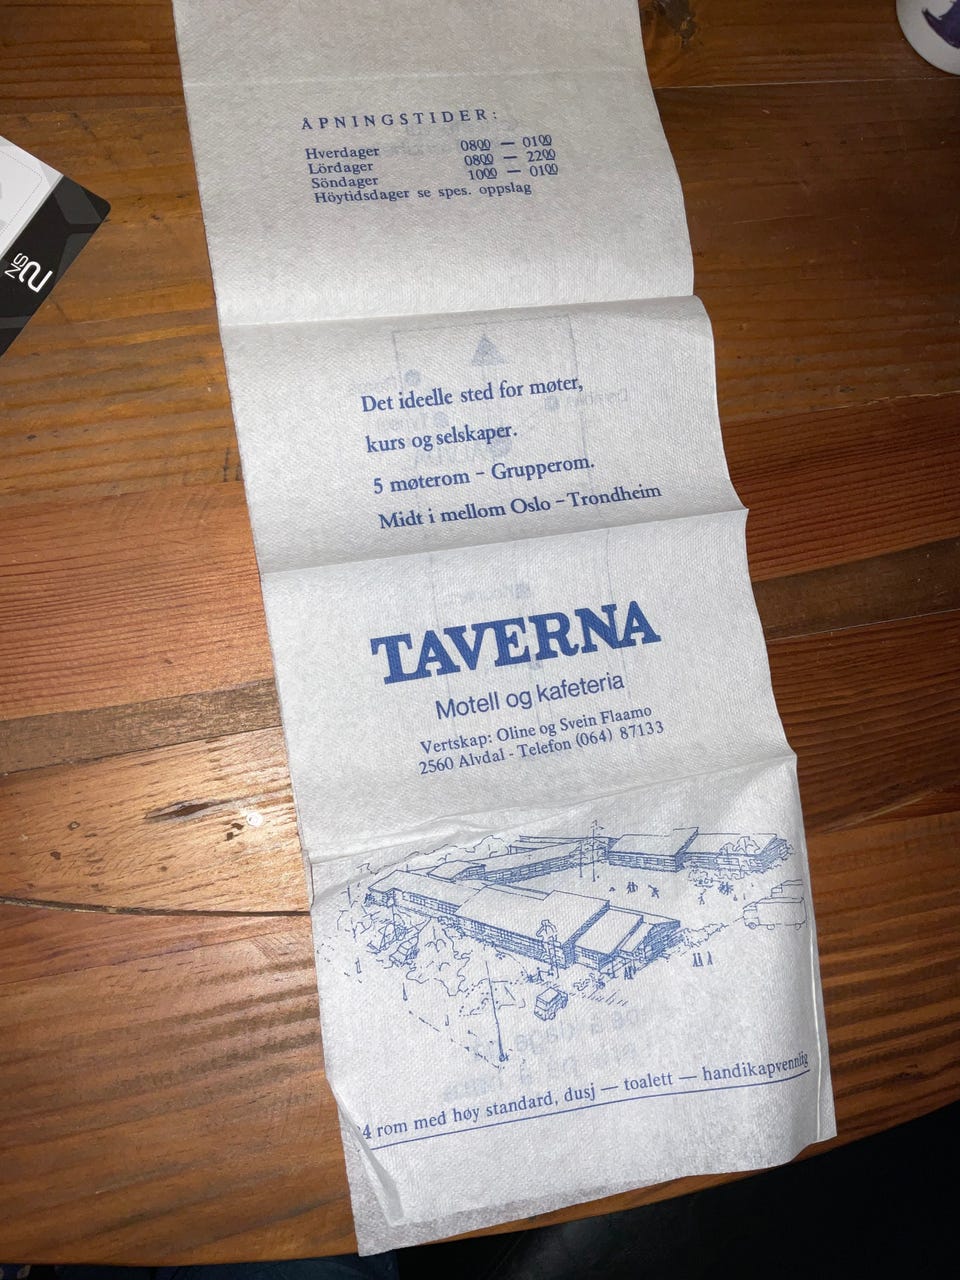 ÅPNINGSTIDER:
Hverdager 0800 — 0100
Lördager 0800 — 2200
Söndager 1000 — 0100
Höytidsdager se spes. oppslag
Det ideelle sted for møter,
kurs og selskaper.
5 møterom – Grupperom.
Midt i mellom Oslo – Trondheim
TAVERNA
Motell og kafeteria
Vertskap: Oline og Svein Flaamo
2560 Alvdal - Telefon (064) 87133
rom med høy standard, dusj — toalett — handikapvennlig